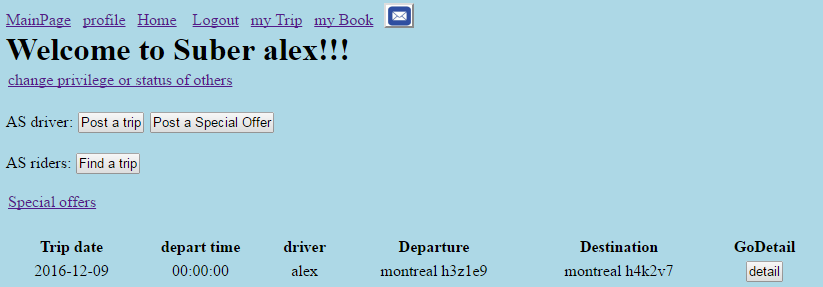 MainPage profile Home Logout my Trip my Book
Welcome to Suber alex!!!
change privilege or status of others
AS driver: Post a trip Post a Special Offer
AS riders: Find a trip
Special offers
Trip date depart time driver Departure Destination GoDetail
2016-12-09 00:00:00 alex montreal h3z1e9 montreal h4k2v7 detail